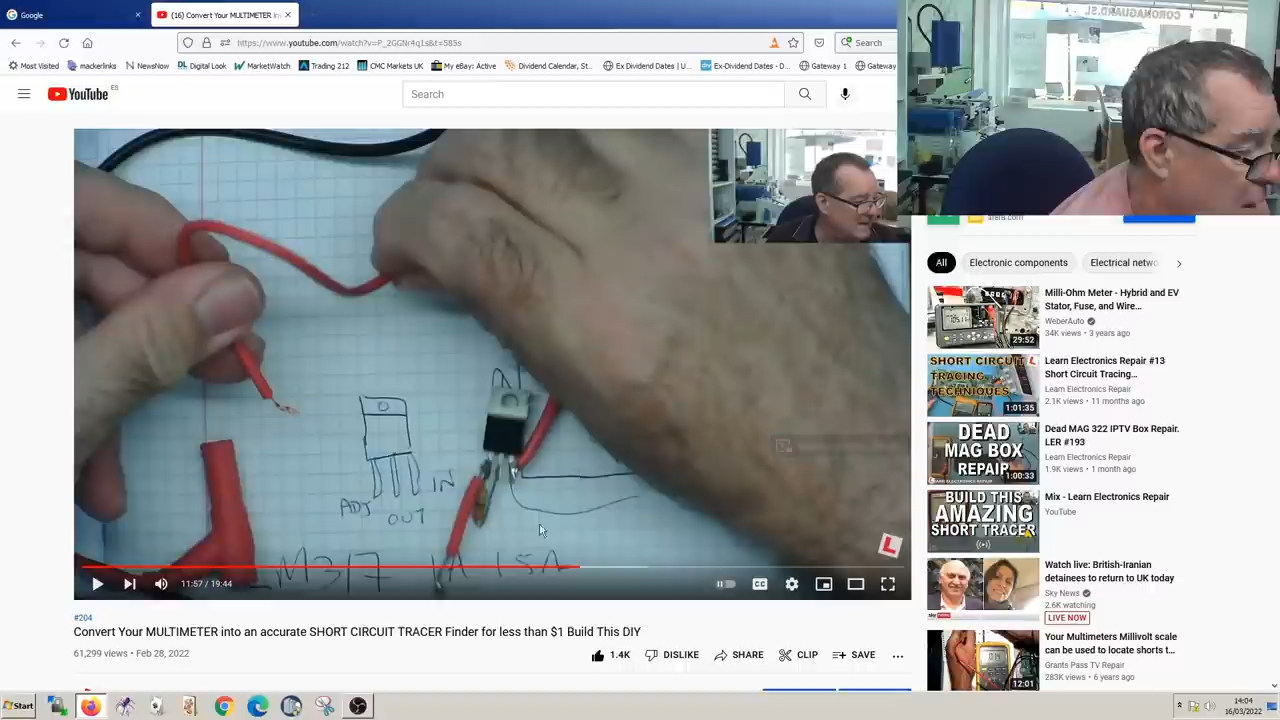 Google
(16) Convert Your MULTIMETER in
https://www.youtube.com/watch?v=P_2GGNr4q1s&t=585s
Search
Most Visited mackerlinks NewsNow Digital Look MarketWatch Trading 212 CMC Markets UK My eBay: Active Dividend Calendar, St... Ex Dividend Dates | U... Ex-Dividend Dates - D... Gateway 1 Gateway
YouTube ES
Search
CORONAGUARD.SL
All Electronic components Electrical netwo
Milli-Ohm Meter - Hybrid and EV
Stator, Fuse, and Wire...
WeberAuto
34K views • 3 years ago
29:52
SHORT CIRCUIT
TRACING
TECHNIQUES
1:01:35
Learn Electronics Repair #13
Short Circuit Tracing...
Learn Electronics Repair
2.1K views • 11 months ago
DEAD
MAG BOX
REPAIR
LEARN ELECTRONICS REPAIR
1:00:33
Dead MAG 322 IPTV Box Repair.
LER #193
Learn Electronics Repair
1.9K views • 1 month ago
BUILD THIS
AMAZING
SHORT TRACER
Mix - Learn Electronics Repair
YouTube
Watch live: British-Iranian
detainees to return to UK today
Sky News
2.6K watching
LIVE NOW
Your Multimeters Millivolt scale
can be used to locate shorts t...
Grants Pass TV Repair
283K views • 6 years ago
12:01
ADJ
OUT
IN
M317
L
11:57 / 19:44
CC
#204
Convert Your MULTIMETER into an accurate SHORT CIRCUIT TRACER Finder for less than $1 Build This DIY
61,299 views • Feb 28, 2022
1.4K DISLIKE SHARE CLIP SAVE
Start
14:04
16/03/2022